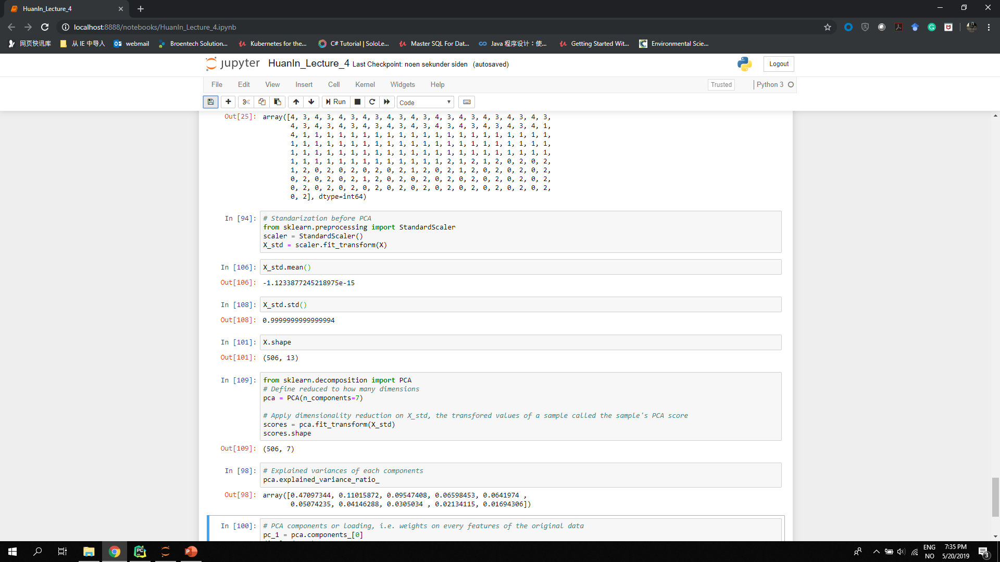 HuanIn_Lecture_4
localhost:8888/notebooks/HuanIn_Lecture_4.ipynb
网页快讯库 从 IE 中导入 webmail Broentech Solution... Kubernetes for the... C# Tutorial | SoloLe... Master SQL For Dat... Java 程序设计：使... Getting Started Wit... Environmental Scie...
jupyter HuanIn_Lecture_4 Last Checkpoint: noen sekunder siden (autosaved) Logout
File Edit View Insert Cell Kernel Widgets Help Trusted Python 3
Run Code
Out[25]: array([4, 3, 4, 3, 4, 3, 4, 3, 4, 3, 4, 3, 4, 3, 4, 3, 4, 3, 4, 3, 4, 3,
4, 3, 4, 3, 4, 3, 4, 3, 4, 3, 4, 3, 4, 3, 4, 3, 4, 3, 4, 1,
4, 1, 1, 1, 1, 1, 1, 1, 1, 1, 1, 1, 1, 1, 1, 1, 1, 1, 1, 1, 1, 1,
1, 1, 1, 1, 1, 1, 1, 1, 1, 1, 1, 1, 1, 1, 1, 1, 1, 1, 1, 1, 1, 1,
1, 1, 1, 1, 1, 1, 1, 1, 1, 1, 1, 1, 1, 1, 1, 1, 1, 1, 1, 1, 1, 1,
1, 1, 1, 1, 1, 1, 1, 1, 1, 1, 1, 1, 1, 2, 1, 2, 1, 2, 0, 2, 0, 2,
1, 2, 0, 2, 0, 2, 0, 2, 0, 2, 1, 2, 0, 2, 1, 2, 0, 2, 0, 2, 0, 2,
0, 2, 0, 2, 0, 2, 1, 2, 0, 2, 0, 2, 0, 2, 0, 2, 0, 2, 0, 2, 0, 2,
0, 2, 0, 2, 0, 2, 0, 2, 0, 2, 0, 2, 0, 2, 0, 2, 0, 2, 0, 2, 0, 2,
0, 2], dtype=int64)
In [94]: # Standarization before PCA
from sklearn.preprocessing import StandardScaler
scaler = StandardScaler()
X_std = scaler.fit_transform(X)
In [106]: X_std.mean()
Out[106]: -1.1233877245218975e-15
In [108]: X_std.std()
Out[108]: 0.9999999999999994
In [101]: X.shape
Out[101]: (506, 13)
In [109]: from sklearn.decomposition import PCA
# Define reduced to how many dimensions
pca = PCA(n_components=7)
# Apply dimensionality reduction on X_std, the transfored values of a sample called the sample's PCA score
scores = pca.fit_transform(X_std)
scores.shape
Out[109]: (506, 7)
In [98]: # Explained variances of each components
pca.explained_variance_ratio_
Out[98]: array([0.47097344, 0.11015872, 0.09547408, 0.06598453, 0.0641974 ,
0.05074235, 0.04146288, 0.0305034 , 0.02134115, 0.01694306])
In [100]: # PCA components or loading, i.e. weights on every features of the original data
pc_1 = pca.components_[0]
ENG 7:35 PM
NO 5/20/2019 3